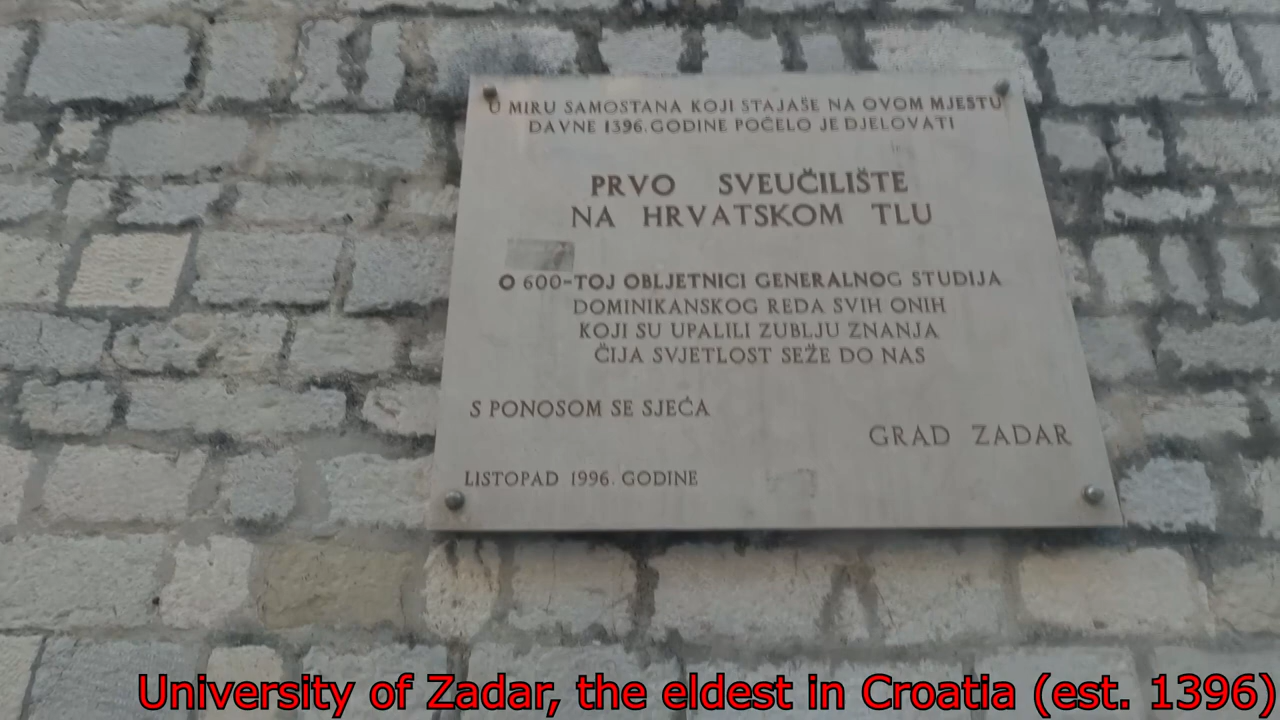 U MIRU SAMOSTANA KOJI STAJAŠE NA OVOM MJESTU
DAVNE 1396. GODINE POČELO JE DJELOVATI
PRVO SVEUČILIŠTE
NA HRVATSKOM TLU
O 600-TOJ OBLJETNICI GENERALNOG STUDIJA
DOMINIKANSKOG REDA SVIH ONIH
KOJI SU UPALILI ZUBLJU ZNANJA
ČIJA SVJETLOST SEŽE DO NAS
S PONOSOM SE SJEĆA
GRAD ZADAR
LISTOPAD 1996. GODINE
University of Zadar, the eldest in Croatia (est. 1396)